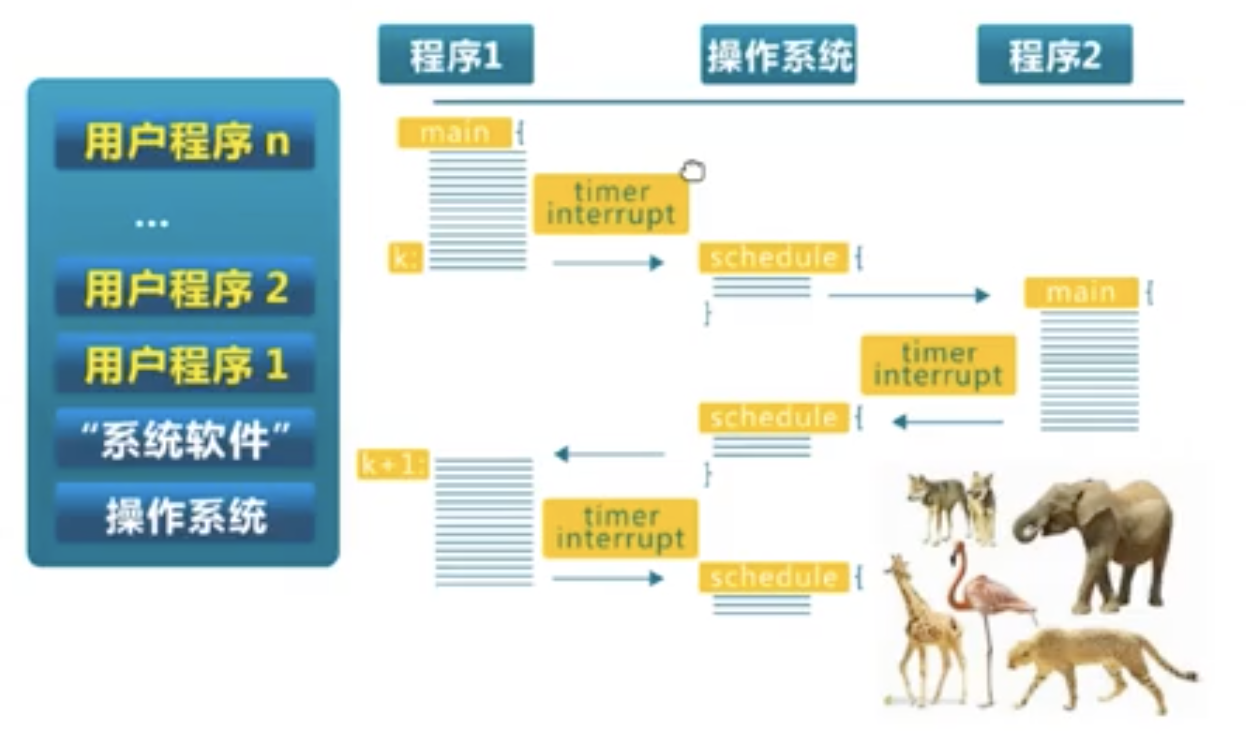 程序1
操作系统
程序2
用户程序 n
...
用户程序 2
用户程序 1
“系统软件”
操作系统
main {
timer
interrupt
k:
schedule {
}
main {
timer
interrupt
schedule {
}
k+1:
timer
interrupt
schedule {